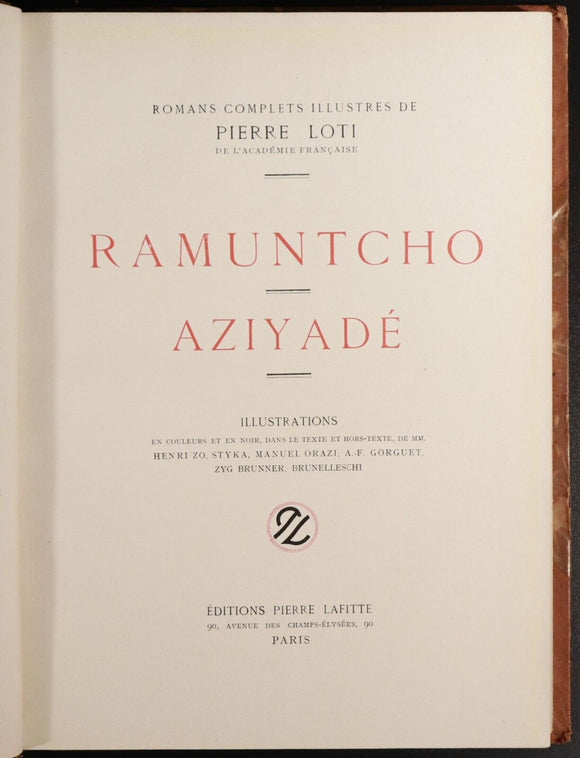 ROMANS COMPLETS ILLUSTRES DE
PIERRE LOTI
DE L'ACADÉMIE FRANÇAISE
RAMUNTCHO
AZIYADÉ
ILLUSTRATIONS
EN COULEURS ET EN NOIR, DANS LE TEXTE ET HORS-TEXTE, DE MM.
HENRI ZO, STYKA, MANUEL ORAZI, A.-F. GORGUET,
ZYG BRUNNER, BRUNELLESCHI
PL
ÉDITIONS PIERRE LAFITTE
90, AVENUE DES CHAMPS-ÉLYSÉES, 90
PARIS